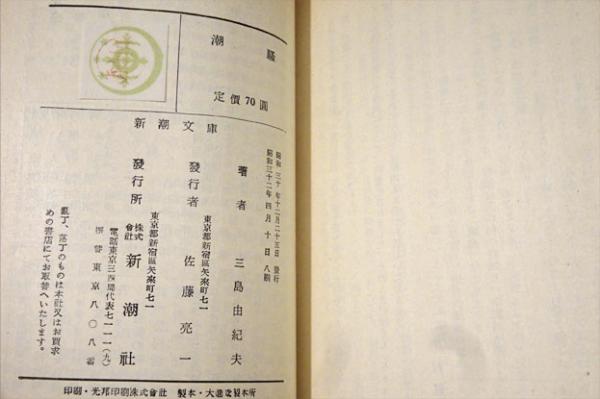 潮騷
定價70圓
新潮文庫
昭和三十年十二月二十五日 發行
昭和三十二年四月十日 八刷
著者 三島由紀夫
東京都新宿區矢來町七一
發行者 佐藤亮一
東京都新宿區矢來町七一
發行所 株式會社 新潮社
電話東京三四局代表七一一一(九)
振替東京八〇八番
亂丁、落丁のものは本社又はお買求
めの書店にてお取替へいたします。
印刷・光邦印刷株式會社 製本・大進堂製本所